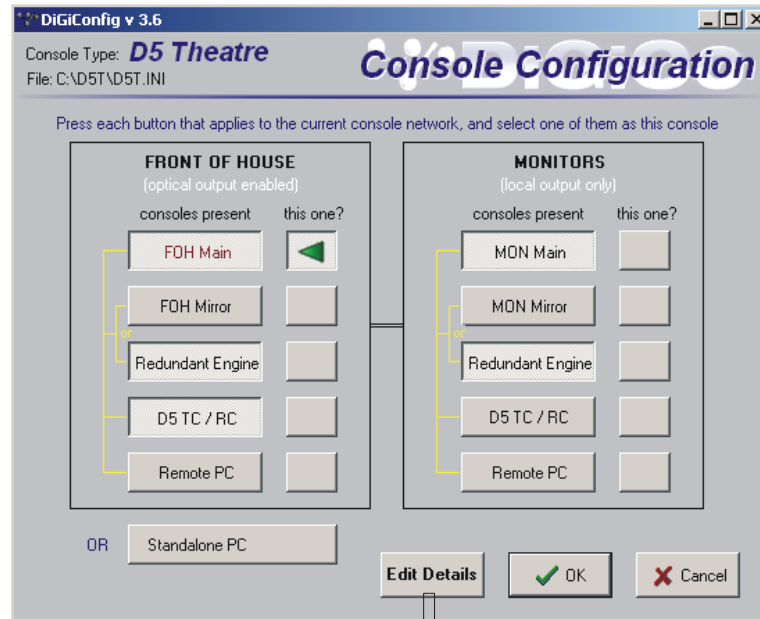 DiGiConfig v 3.6
Console Type: D5 Theatre
File: C:\D5T\D5T.INI
Console Configuration
Press each button that applies to the current console network, and select one of them as this console
FRONT OF HOUSE
(optical output enabled)
consoles present this one?
FOH Main
FOH Mirror
or
Redundant Engine
D5 TC / RC
Remote PC
MONITORS
(local output only)
consoles present this one?
MON Main
MON Mirror
or
Redundant Engine
D5 TC / RC
Remote PC
OR Standalone PC
Edit Details OK Cancel